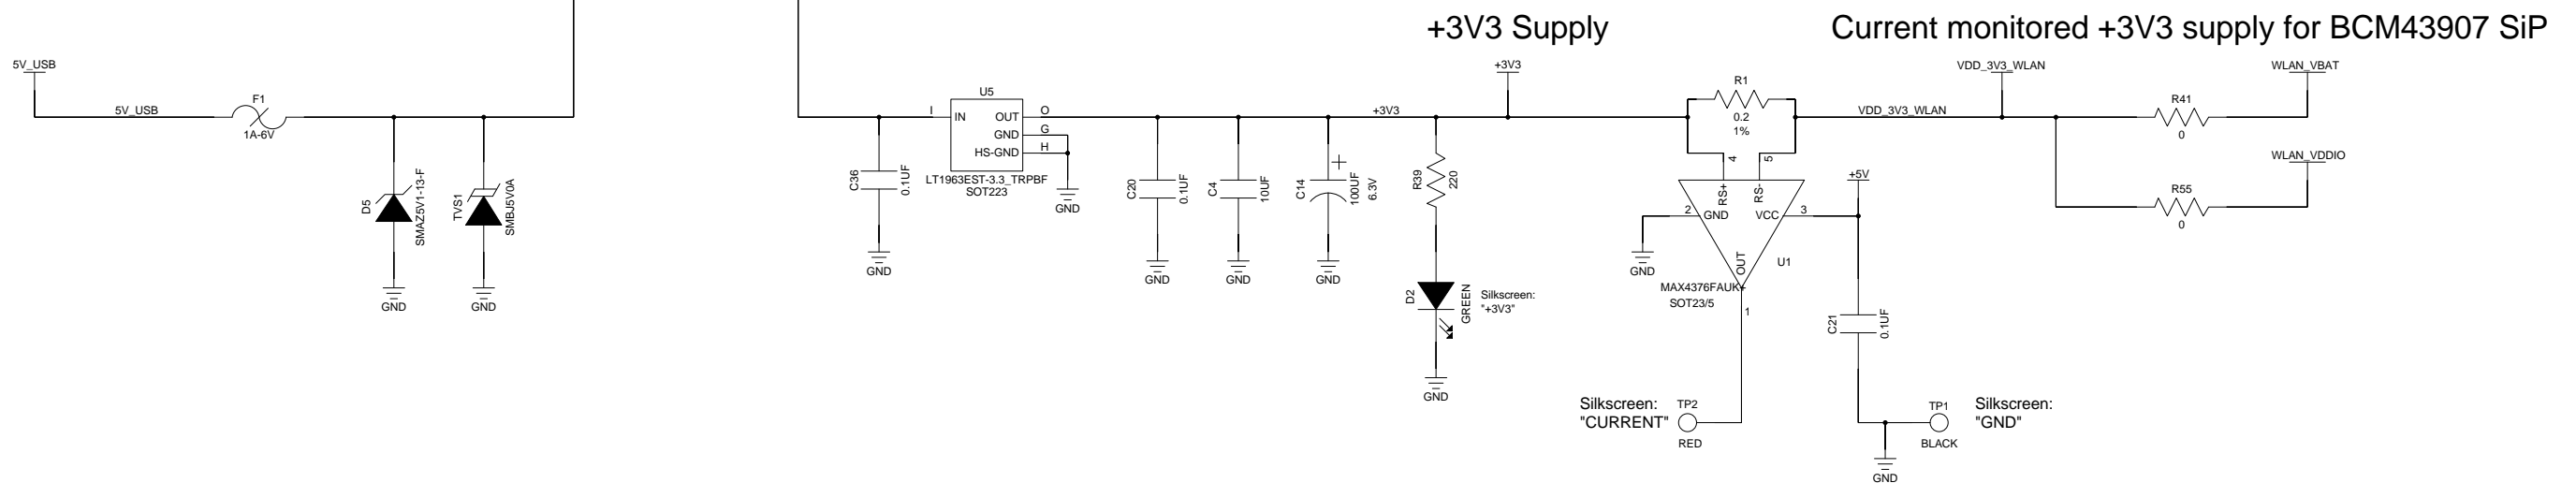 +3V3 Supply
Current monitored +3V3 supply for BCM43907 SiP
5V_USB
5V_USB
F1
1A-6V
D5
SMAZ5V1-13-F
GND
TVS1
SMBJ5V0A
GND
C36
0.1UF
GND
I
U5
IN
OUT
GND
HS-GND
O
G
H
LT1963EST-3.3_TRPBF
SOT223
GND
C20
0.1UF
GND
C4
10UF
GND
C14
+
100UF
6.3V
GND
+3V3
R39
220
D2
GREEN
Silkscreen:
"+3V3"
GND
+3V3
R1
0.2
1%
4
5
RS+
RS-
2
GND
VCC
3
OUT
U1
MAX4376FAUK+
SOT23/5
1
GND
+5V
C21
0.1UF
Silkscreen:
"CURRENT"
TP2
RED
TP1
BLACK
Silkscreen:
"GND"
GND
VDD_3V3_WLAN
VDD_3V3_WLAN
R41
0
WLAN_VBAT
R55
0
WLAN_VDDIO